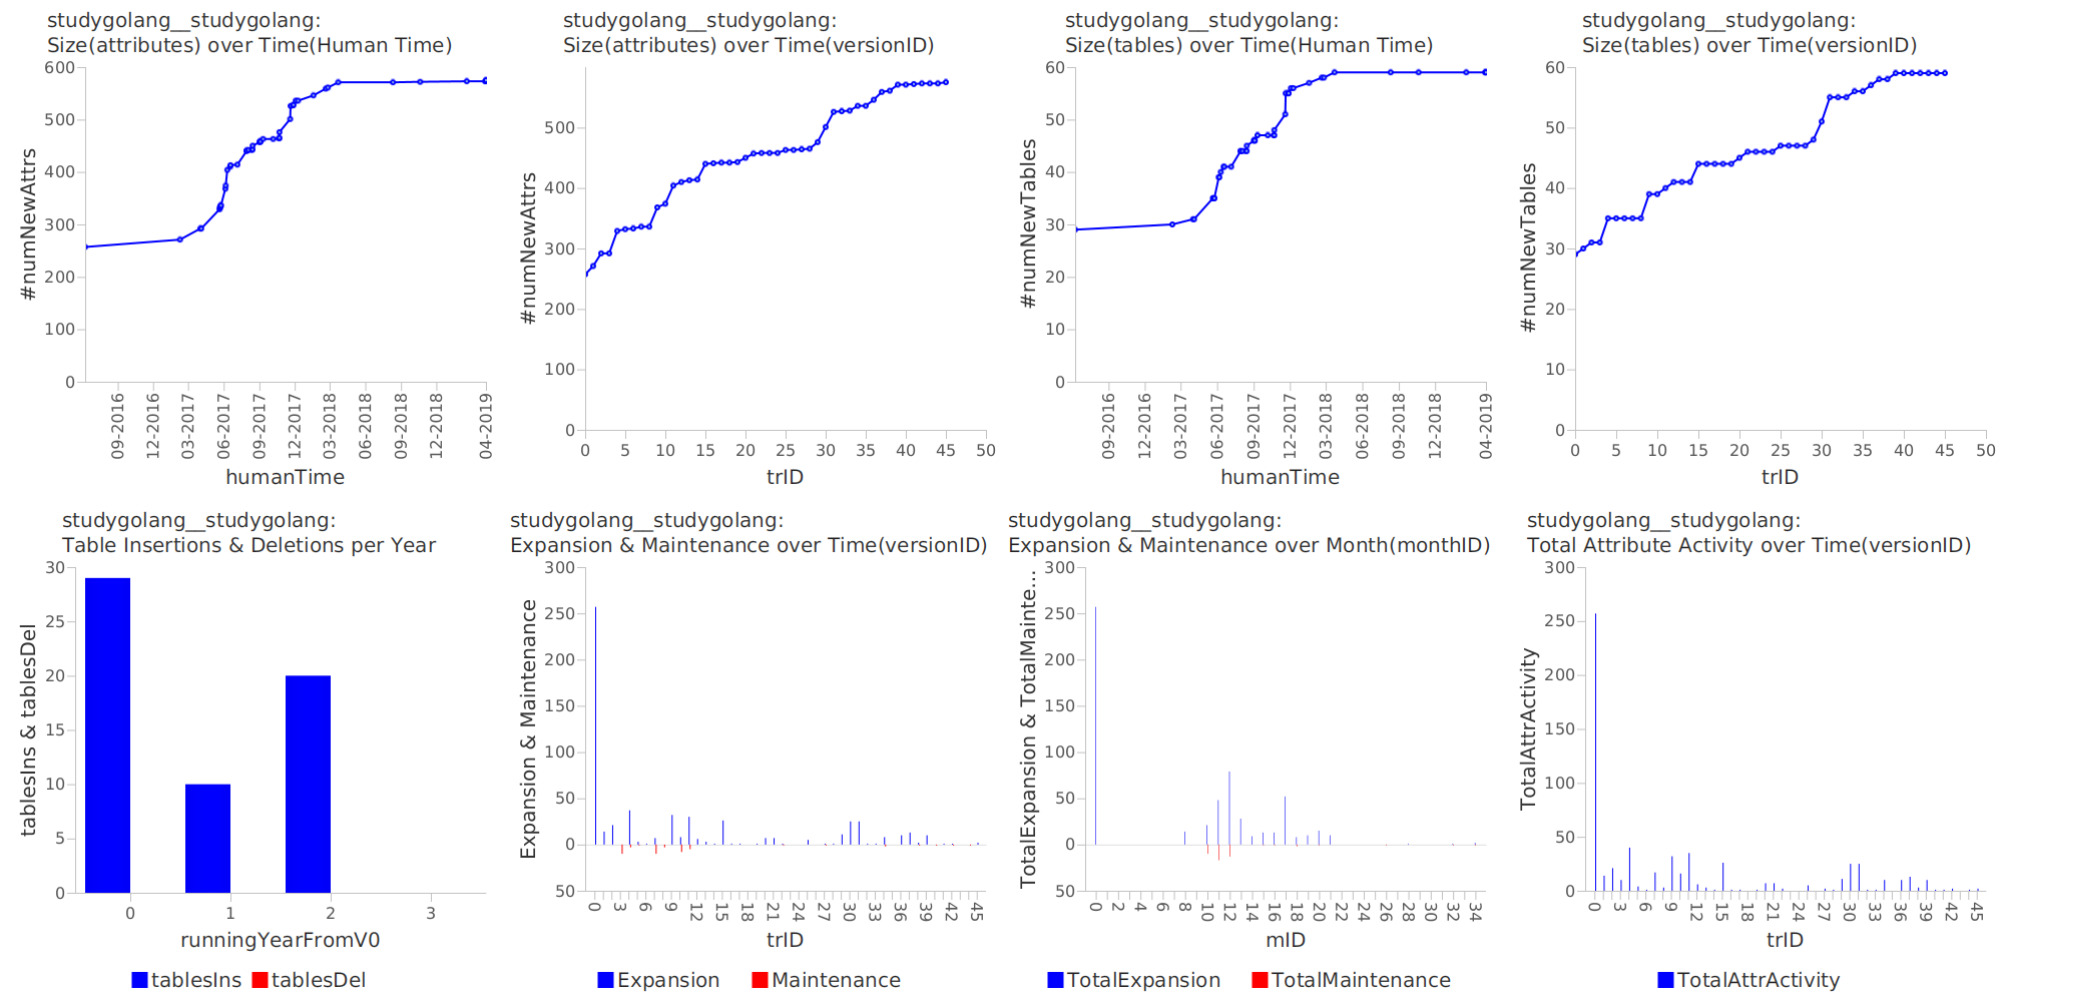 studygolang__studygolang:
Size(attributes) over Time(Human Time)
600
500
400
300
200
100
0
#numNewAttrs
09-2016
12-2016
03-2017
06-2017
09-2017
12-2017
03-2018
06-2018
09-2018
12-2018
04-2019
humanTime
studygolang__studygolang:
Size(attributes) over Time(versionID)
500
400
300
200
100
0
#numNewAttrs
0 5 10 15 20 25 30 35 40 45 50
trID
studygolang__studygolang:
Size(tables) over Time(Human Time)
60
50
40
30
20
10
0
#numNewTables
09-2016
12-2016
03-2017
06-2017
09-2017
12-2017
03-2018
06-2018
09-2018
12-2018
04-2019
humanTime
studygolang__studygolang:
Size(tables) over Time(versionID)
60
50
40
30
20
10
0
#numNewTables
0 5 10 15 20 25 30 35 40 45 50
trID
studygolang__studygolang:
Table Insertions & Deletions per Year
30
25
20
15
10
5
0
tablesIns & tablesDel
0 1 2 3
runningYearFromV0
tablesIns tablesDel
studygolang__studygolang:
Expansion & Maintenance over Time(versionID)
300
250
200
150
100
50
0
50
Expansion & Maintenance
0 3 6 9 12 15 18 21 24 27 30 33 36 39 42 45
trID
Expansion Maintenance
studygolang__studygolang:
Expansion & Maintenance over Month(monthID)
300
250
200
150
100
50
0
50
TotalExpansion & TotalMainte...
0 2 4 6 8 10 12 14 16 18 20 22 24 26 28 30 32 34
mID
TotalExpansion TotalMaintenance
studygolang__studygolang:
Total Attribute Activity over Time(versionID)
300
250
200
150
100
50
0
TotalAttrActivity
0 3 6 9 12 15 18 21 24 27 30 33 36 39 42 45
trID
TotalAttrActivity